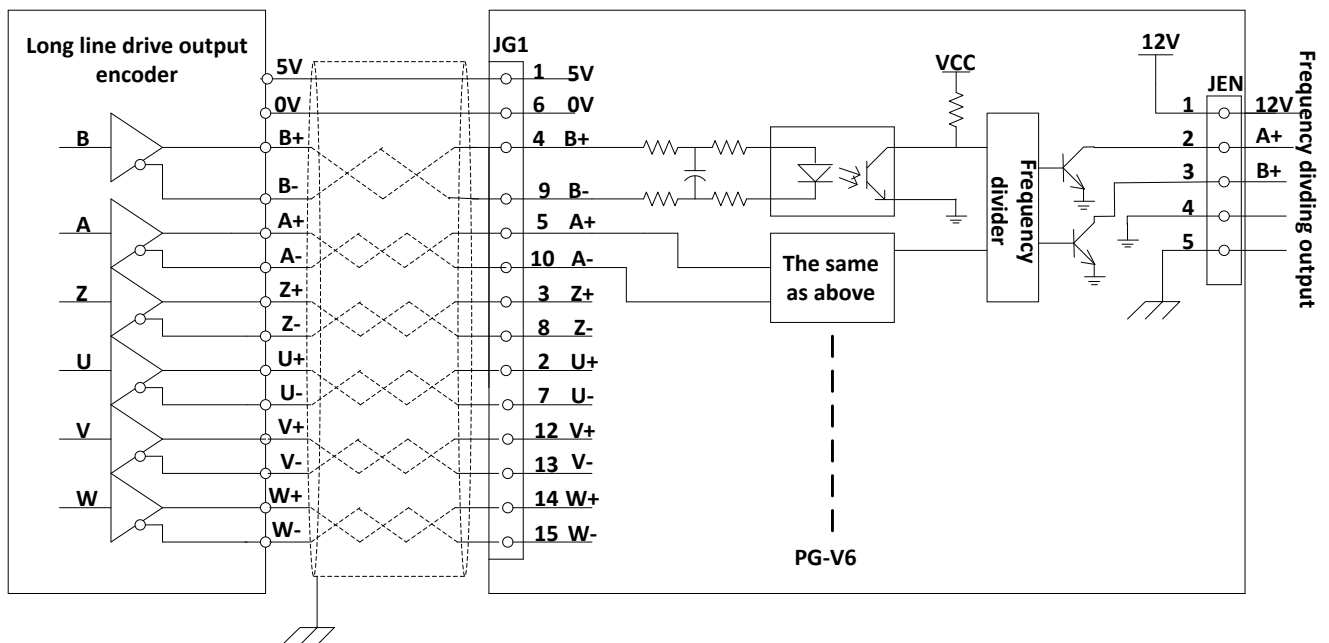 Long line drive output
encoder
5V
0V
B B+
B-
A A+
A-
Z Z+
Z-
U U+
U-
V V+
V-
W W+
W-
JG1
1 5V
6 0V
4 B+
9 B-
5 A+
10 A-
3 Z+
8 Z-
2 U+
7 U-
12 V+
13 V-
14 W+
15 W-
VCC
The same
as above
PG-V6
Frequency
divider
12V
JEN
1 12V
2 A+
3 B+
4
5
Frequency divding output